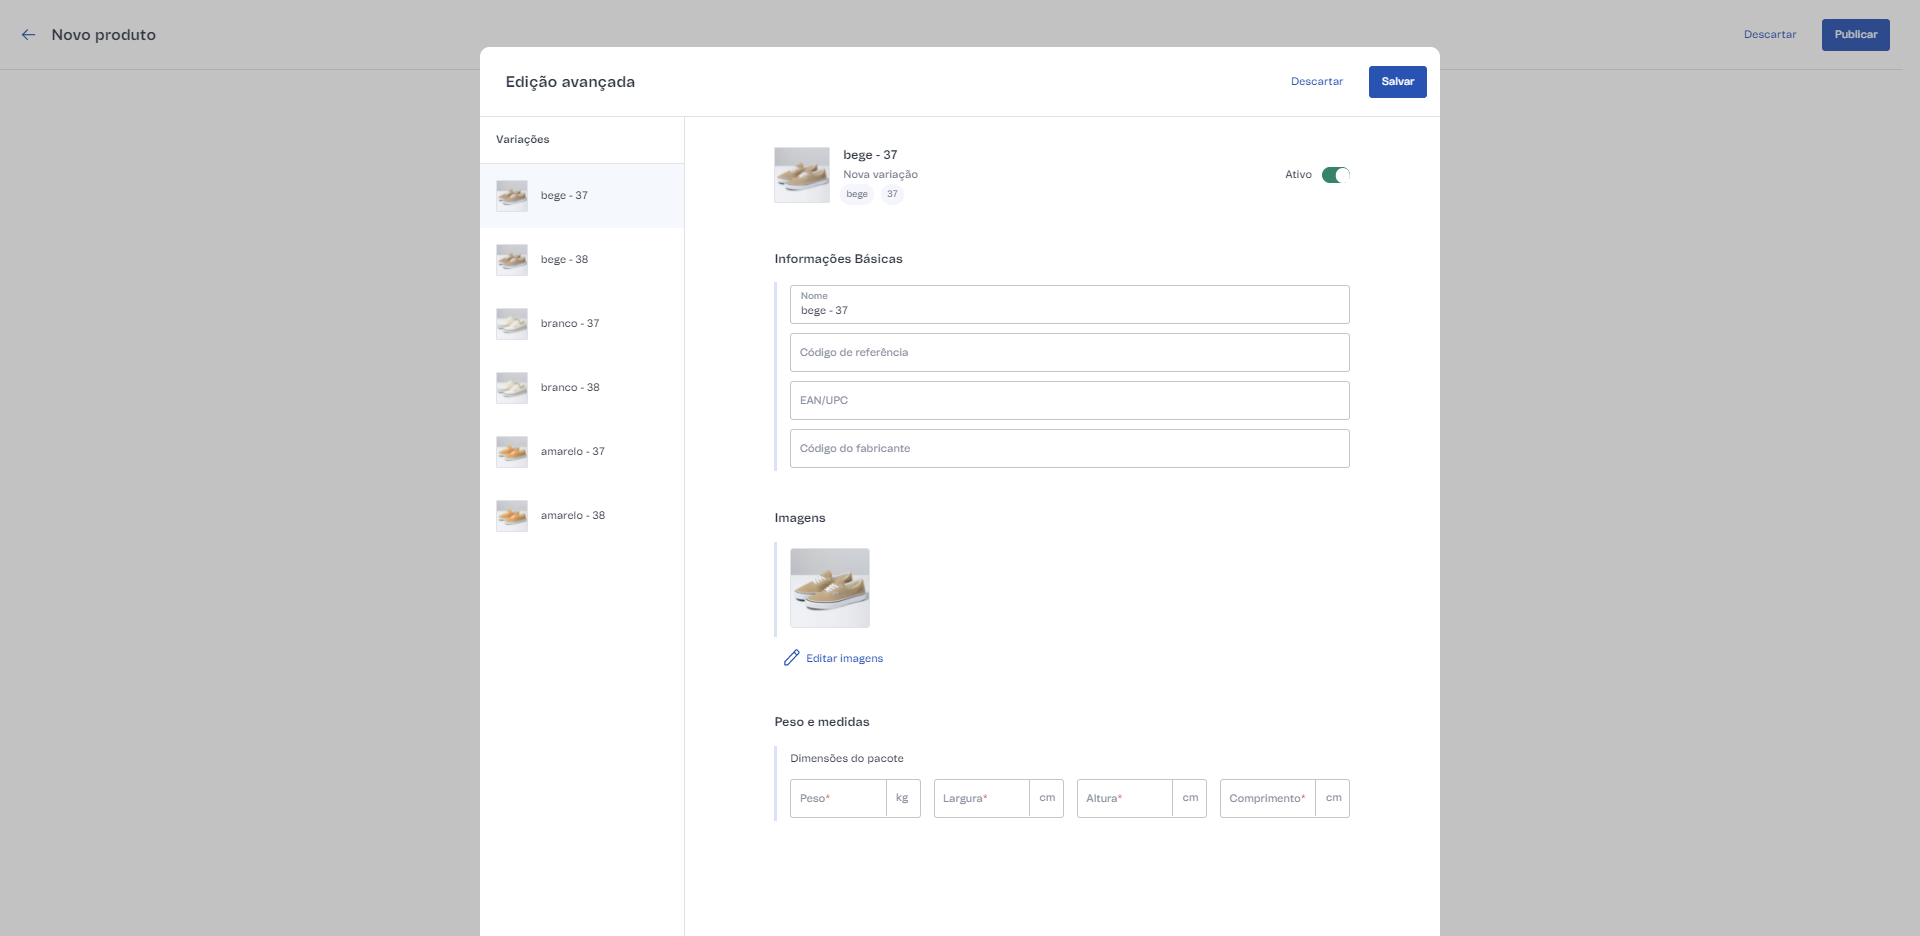 Novo produto
Descartar
Publicar
Edição avançada
Descartar
Salvar
Variações
bege - 37
bege - 38
branco - 37
branco - 38
amarelo - 37
amarelo - 38
bege - 37
Nova variação
bege 37
Ativo
Informações Básicas
Nome
bege - 37
Código de referência
EAN/UPC
Código do fabricante
Imagens
Editar imagens
Peso e medidas
Dimensões do pacote
Peso* kg Largura* cm Altura* cm Comprimento* cm